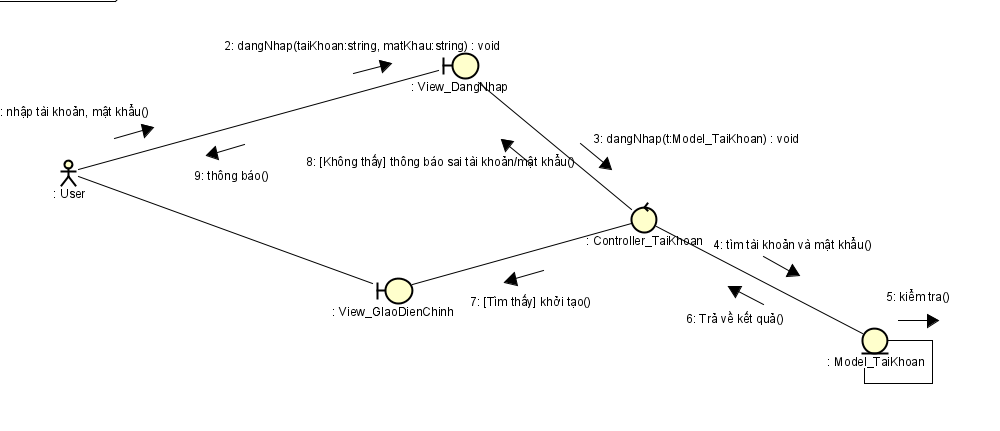 2: dangNhap(taiKhoan:string, matKhau:string) : void
: View_DangNhap
: nhập tài khoản, mật khẩu()
3: dangNhap(t:Model_TaiKhoan) : void
8: [Không thấy] thông báo sai tài khoản/mật khẩu()
9: thông báo()
: User
: Controller_TaiKhoan
4: tìm tài khoản và mật khẩu()
7: [Tìm thấy] khởi tạo()
5: kiểm tra()
: View_GIaoDienChinh
6: Trả về kết quả()
: Model_TaiKhoan